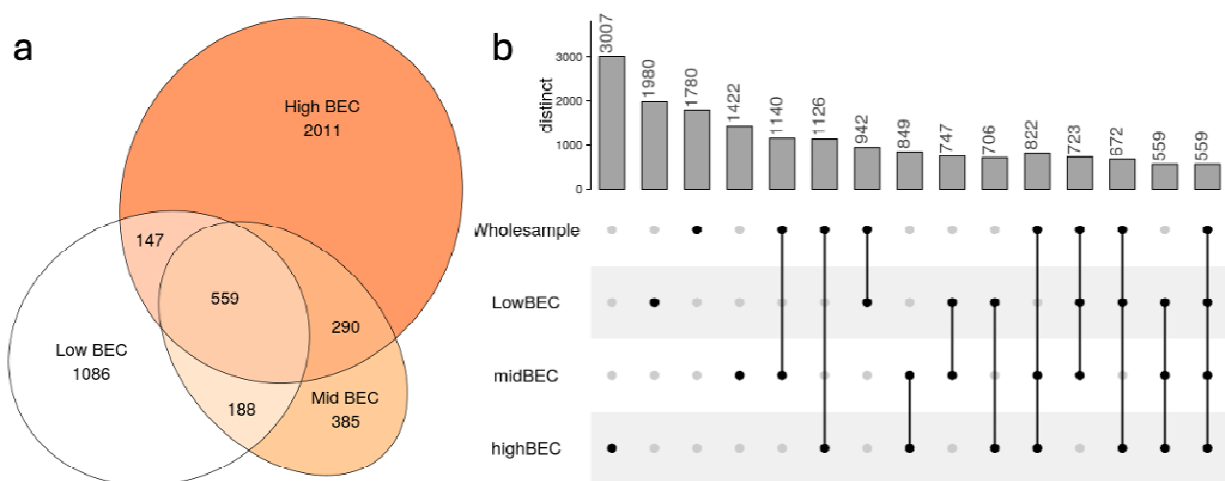 a
High BEC
2011
147
559
290
Low BEC
1086
188
Mid BEC
385
b
distinct
3000
2000
1000
0
3007
1980
1780
1422
1140
1126
942
849
747
706
822
723
672
559
559
Wholesample
LowBEC
midBEC
highBEC